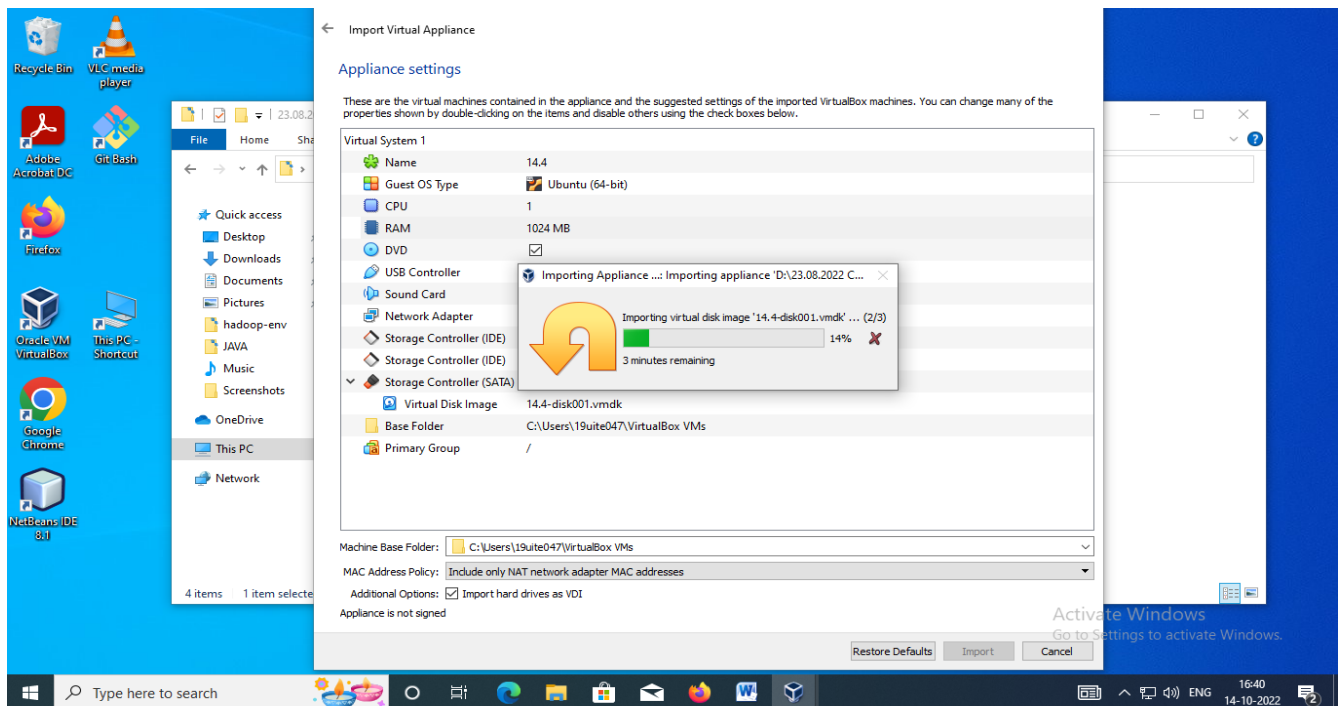 Recycle Bin
VLC media
player
Adobe
Acrobat DC
Git Bash
Firefox
Oracle VM
VirtualBox
This PC -
Shortcut
Google
Chrome
NetBeans IDE
8.1
23.08.2
File Home Sha
Quick access
Desktop
Downloads
Documents
Pictures
hadoop-env
JAVA
Music
Screenshots
OneDrive
This PC
Network
4 items 1 item selecte
Import Virtual Appliance
Appliance settings
These are the virtual machines contained in the appliance and the suggested settings of the imported VirtualBox machines. You can change many of the
properties shown by double-clicking on the items and disable others using the check boxes below.
Virtual System 1
Name 14.4
Guest OS Type Ubuntu (64-bit)
CPU 1
RAM 1024 MB
DVD
USB Controller
Sound Card
Network Adapter
Storage Controller (IDE)
Storage Controller (IDE)
Storage Controller (SATA)
Virtual Disk Image 14.4-disk001.vmdk
Base Folder C:\Users\19uite047\VirtualBox VMs
Primary Group /
Importing Appliance ...: Importing appliance 'D:\23.08.2022 C...
Importing virtual disk image '14.4-disk001.vmdk' ... (2/3)
14%
3 minutes remaining
Machine Base Folder: C:\Users\19uite047\VirtualBox VMs
MAC Address Policy: Include only NAT network adapter MAC addresses
Additional Options: Import hard drives as VDI
Appliance is not signed
Restore Defaults Import Cancel
Activate Windows
Go to Settings to activate Windows.
Type here to search
ENG
16:40
14-10-2022
2